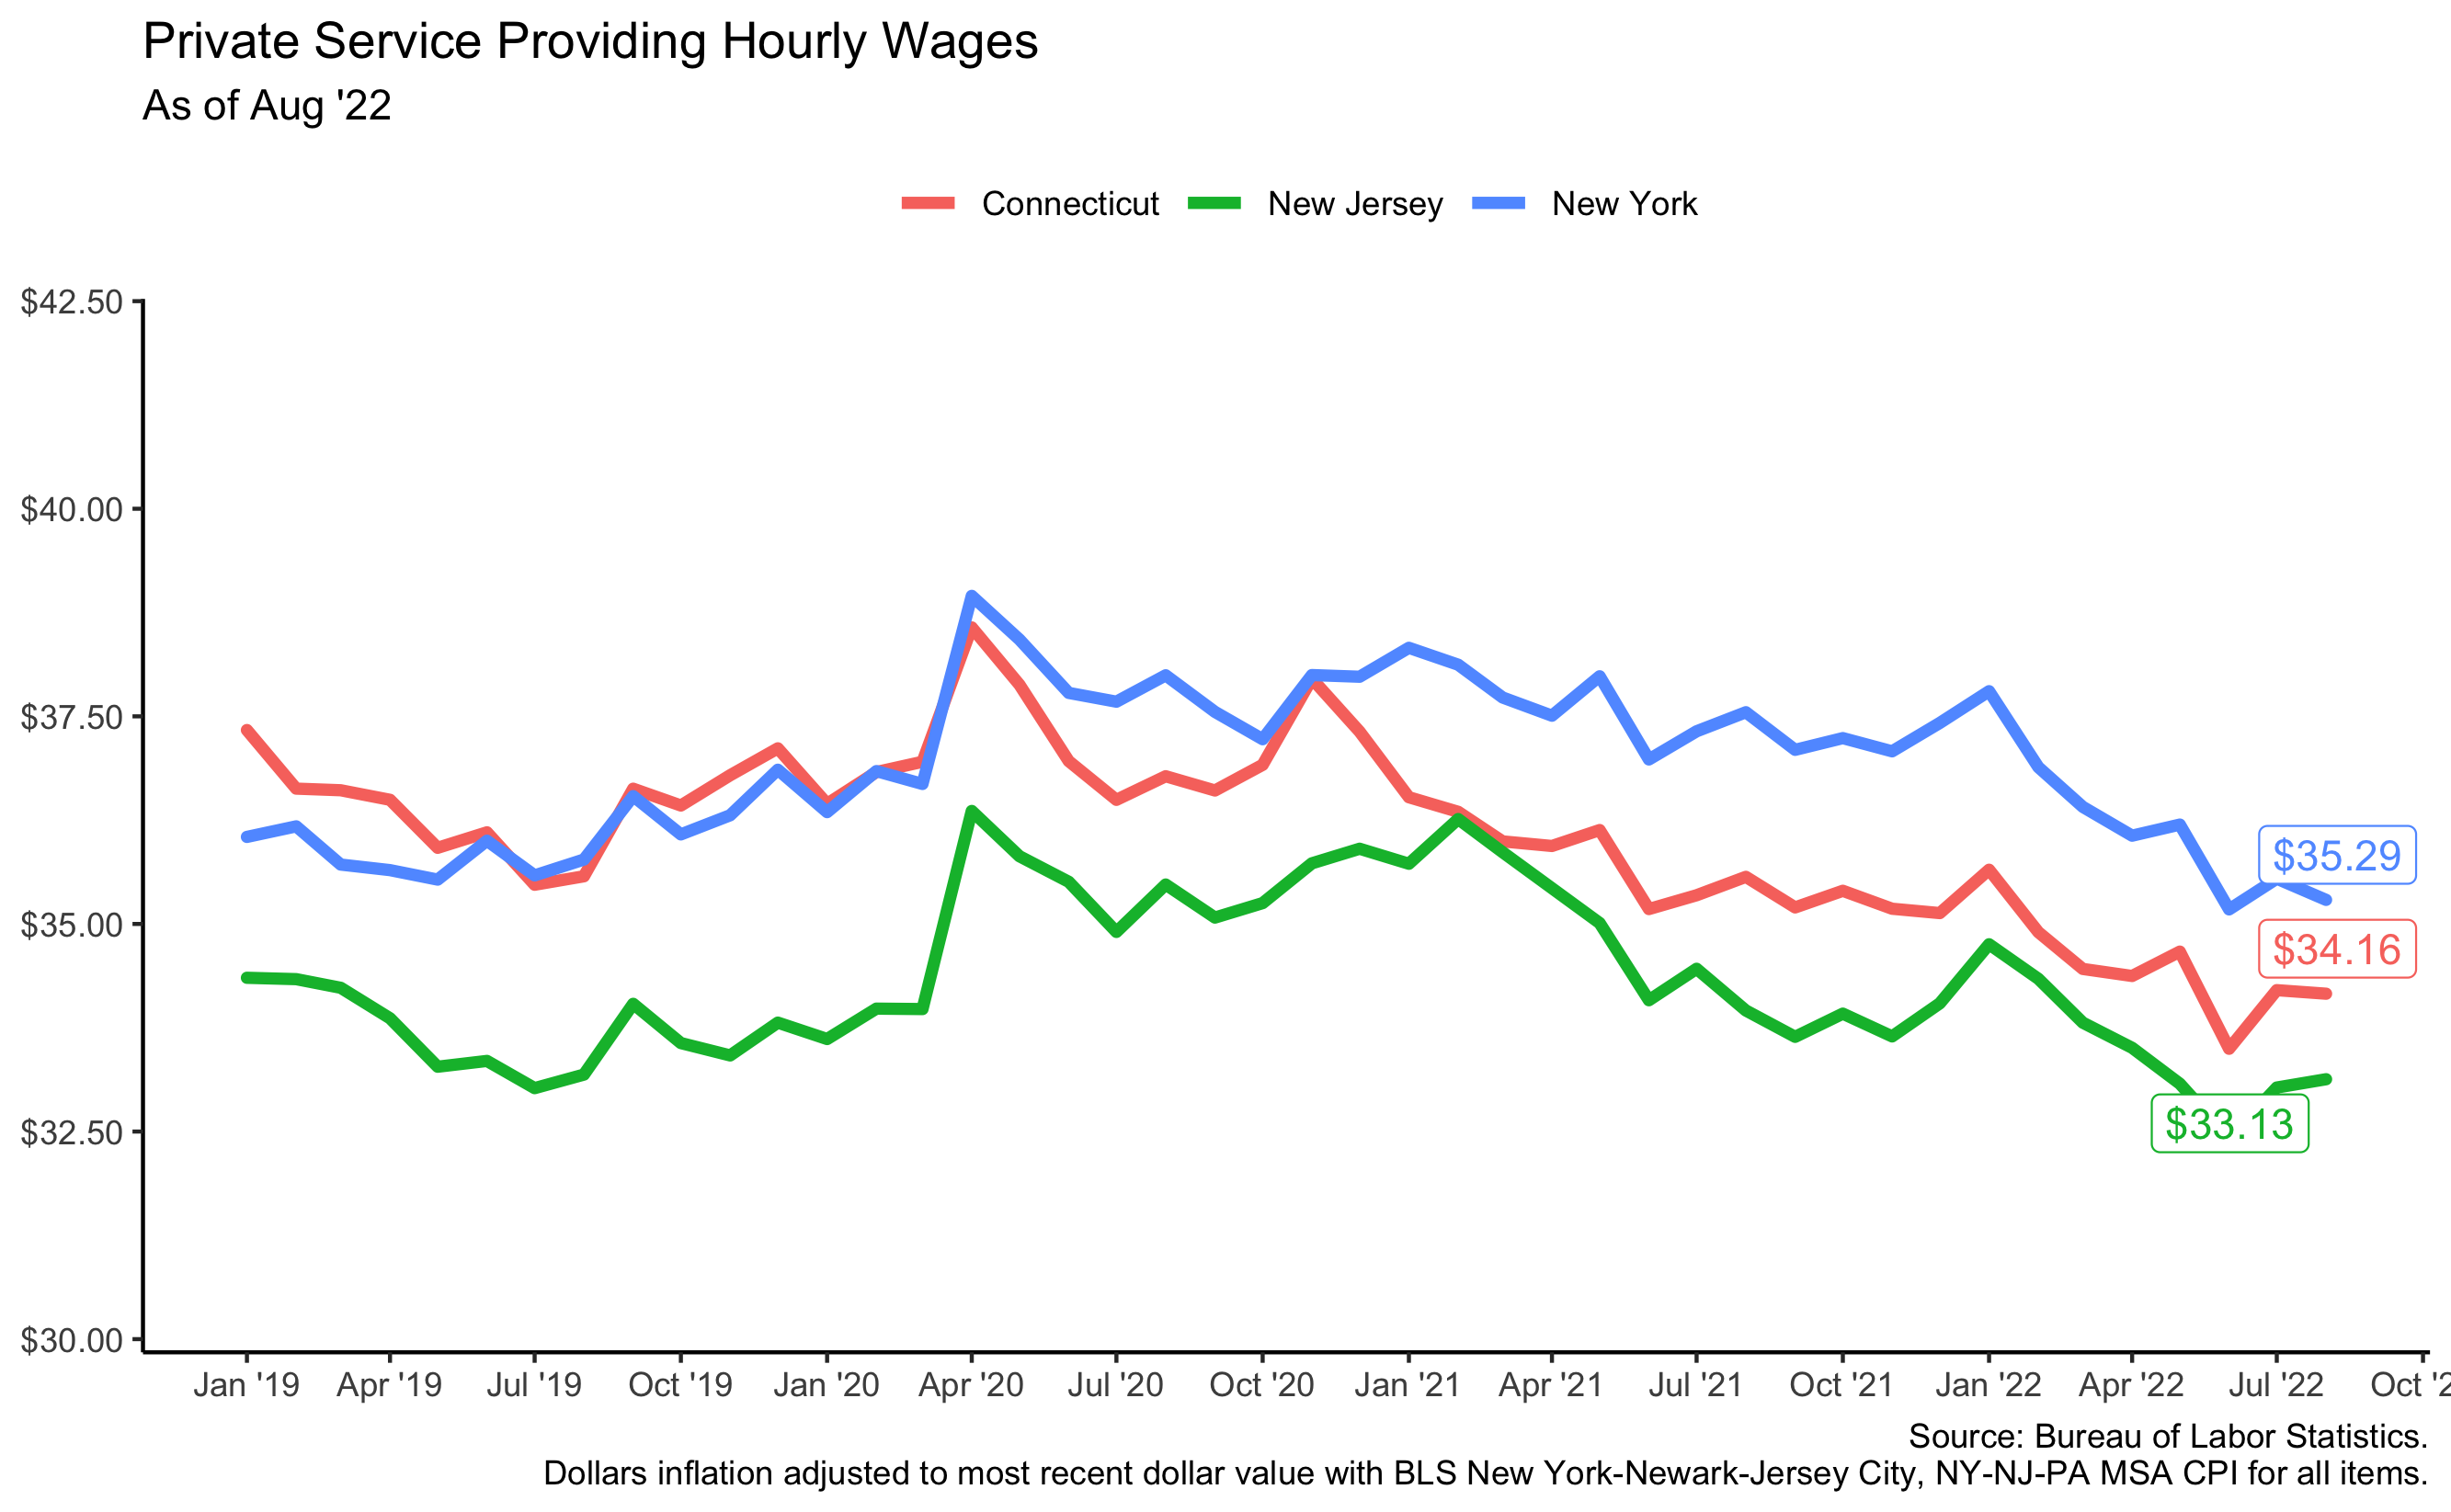 Private Service Providing Hourly Wages
As of Aug '22
Connecticut New Jersey New York
$42.50
$40.00
$37.50
$35.00
$32.50
$30.00
$35.29
$34.16
$33.13
Jan '19 Apr '19 Jul '19 Oct '19 Jan '20 Apr '20 Jul '20 Oct '20 Jan '21 Apr '21 Jul '21 Oct '21 Jan '22 Apr '22 Jul '22 Oct '2
Source: Bureau of Labor Statistics.
Dollars inflation adjusted to most recent dollar value with BLS New York-Newark-Jersey City, NY-NJ-PA MSA CPI for all items.